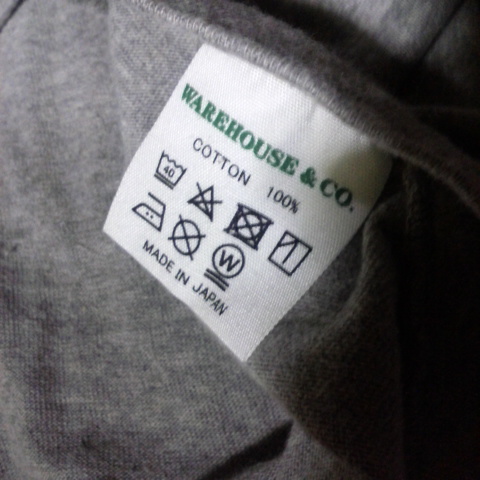 WAREHOUSE & CO.
COTTON 100%
40
W
MADE IN JAPAN